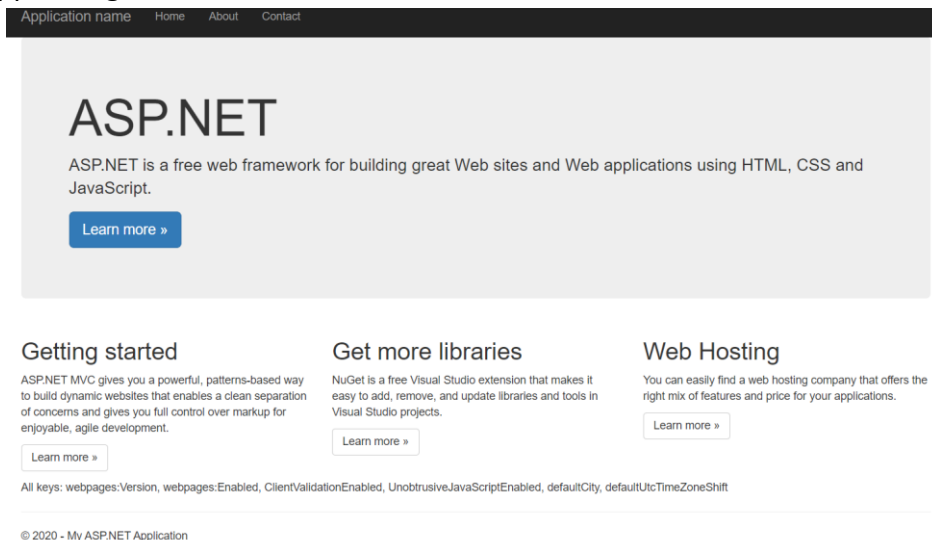 Application name Home About Contact
ASP.NET
ASP.NET is a free web framework for building great Web sites and Web applications using HTML, CSS and
JavaScript.
Learn more »
Getting started
ASP.NET MVC gives you a powerful, patterns-based way
to build dynamic websites that enables a clean separation
of concerns and gives you full control over markup for
enjoyable, agile development.
Learn more »
Get more libraries
NuGet is a free Visual Studio extension that makes it
easy to add, remove, and update libraries and tools in
Visual Studio projects.
Learn more »
Web Hosting
You can easily find a web hosting company that offers the
right mix of features and price for your applications.
Learn more »
All keys: webpages:Version, webpages:Enabled, ClientValidationEnabled, UnobtrusiveJavaScriptEnabled, defaultCity, defaultUtcTimeZoneShift
© 2020 - My ASP.NET Application